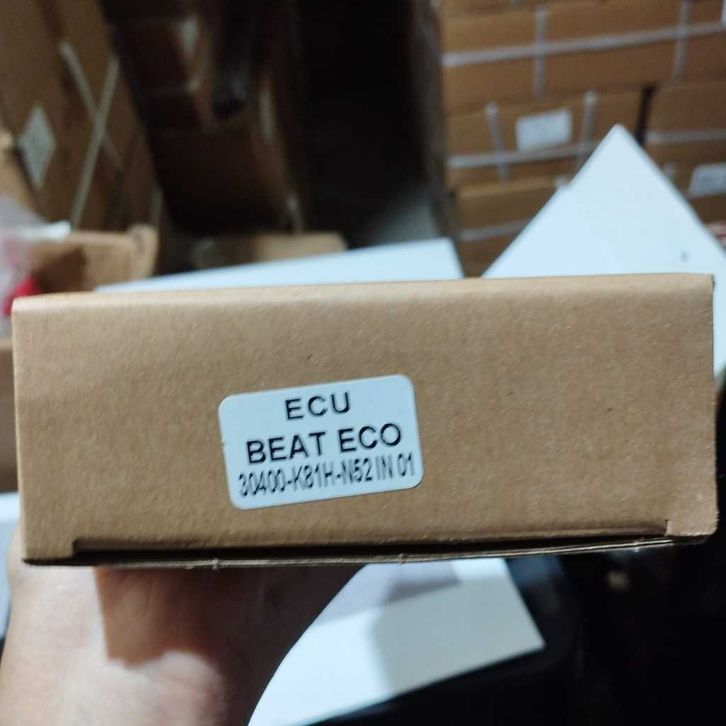 ECU
BEAT ECO
30400-K81H-N52 IN 01